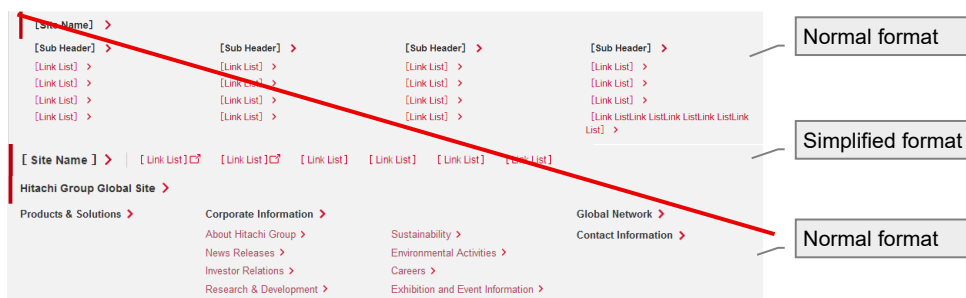 [Site Name] >
Normal format
[Sub Header] > [Sub Header] > [Sub Header] > [Sub Header] >
[Link List] > [Link List] > [Link List] > [Link List] >
[Link List] > [Link List] > [Link List] > [Link List] >
[Link List] > [Link List] > [Link List] > [Link List] >
[Link List] > [Link List] > [Link List] > [Link ListLink ListLink ListLink ListLink
List] >
Simplified format
[ Site Name ] > [ Link List ] [ Link List ] [ Link List ] [ Link List ] [ Link List ] [ Link List ]
Hitachi Group Global Site >
Products & Solutions > Corporate Information > Global Network >
About Hitachi Group > Sustainability > Contact Information >
Normal format
News Releases > Environmental Activities >
Investor Relations > Careers >
Research & Development > Exhibition and Event Information >